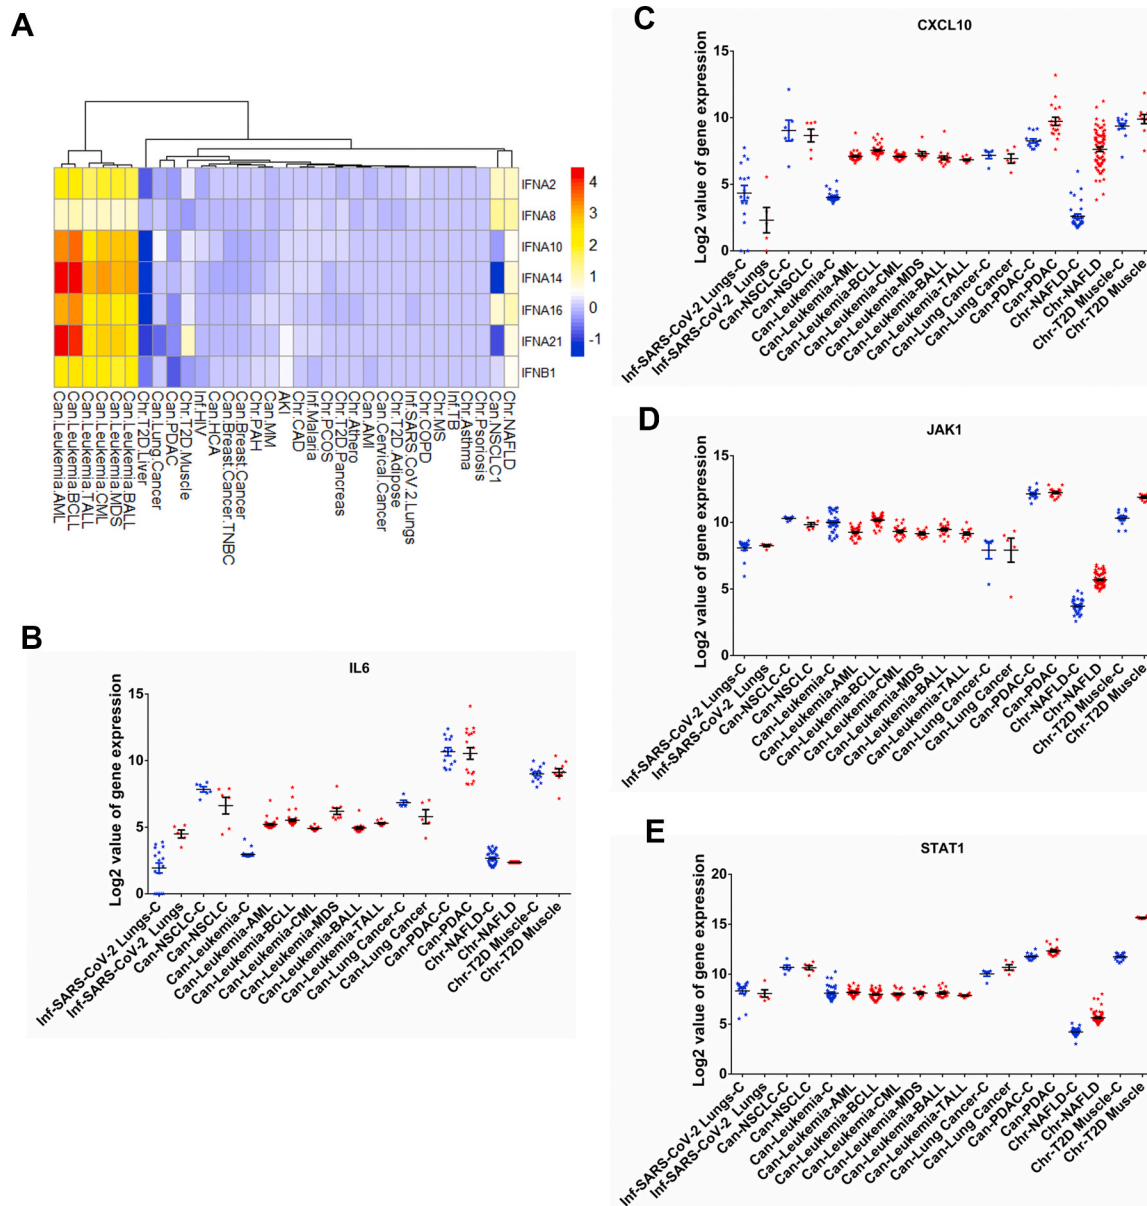 A
4
3
2
1
0
-1
IFNA2
IFNA8
IFNA10
IFNA14
IFNA16
IFNA21
IFNB1
Can.Leukemia.AML
Can.Leukemia.BCLL
Can.Leukemia.TALL
Can.Leukemia.CML
Can.Leukemia.MDS
Can.Leukemia.BALL
Chr.T2D.Liver
Can.Lung.Cancer
Can.PDAC
Chr.T2D.Muscle
Inf.HIV
Can.HCA
Can.Breast.Cancer.TNBC
Can.Breast.Cancer
Chr.PAH
Can.MM
AKI
Chr.CAD
Inf.Malaria
Chr.PCOS
Chr.T2D.Pancreas
Chr.Athero
Can.AMI
Can.Cervical.Cancer
Chr.T2D.Adipose
Inf.SARS.CoV.2.Lungs
Chr.COPD
Chr.MS
Inf.TB
Chr.Asthma
Chr.Psoriosis
Can.NSCLC1
Chr.NAFLD
B
IL6
Log2 value of gene expression
15
10
5
0
Inf-SARS-CoV-2 Lungs-C
Inf-SARS-CoV-2 Lungs
Can-NSCLC-C
Can-NSCLC
Can-Leukemia-C
Can-Leukemia-AML
Can-Leukemia-BCLL
Can-Leukemia-CML
Can-Leukemia-MDS
Can-Leukemia-BALL
Can-Leukemia-TALL
Can-Lung Cancer-C
Can-Lung Cancer
Can-PDAC-C
Can-PDAC
Chr-NAFLD-C
Chr-NAFLD
Chr-T2D Muscle-C
Chr-T2D Muscle
C
CXCL10
Log2 value of gene expression
15
10
5
0
Inf-SARS-CoV-2 Lungs-C
Inf-SARS-CoV-2 Lungs
Can-NSCLC-C
Can-NSCLC
Can-Leukemia-C
Can-Leukemia-AML
Can-Leukemia-BCLL
Can-Leukemia-CML
Can-Leukemia-MDS
Can-Leukemia-BALL
Can-Leukemia-TALL
Can-Lung Cancer-C
Can-Lung Cancer
Can-PDAC-C
Can-PDAC
Chr-NAFLD-C
Chr-NAFLD
Chr-T2D Muscle-C
Chr-T2D Muscle
D
JAK1
Log2 value of gene expression
15
10
5
0
Inf-SARS-CoV-2 Lungs-C
Inf-SARS-CoV-2 Lungs
Can-NSCLC-C
Can-NSCLC
Can-Leukemia-C
Can-Leukemia-AML
Can-Leukemia-BCLL
Can-Leukemia-CML
Can-Leukemia-MDS
Can-Leukemia-BALL
Can-Leukemia-TALL
Can-Lung Cancer-C
Can-Lung Cancer
Can-PDAC-C
Can-PDAC
Chr-NAFLD-C
Chr-NAFLD
Chr-T2D Muscle-C
Chr-T2D Muscle
E
STAT1
Log2 value of gene expression
20
15
10
5
0
Inf-SARS-CoV-2 Lungs-C
Inf-SARS-CoV-2 Lungs
Can-NSCLC-C
Can-NSCLC
Can-Leukemia-C
Can-Leukemia-AML
Can-Leukemia-BCLL
Can-Leukemia-CML
Can-Leukemia-MDS
Can-Leukemia-BALL
Can-Leukemia-TALL
Can-Lung Cancer-C
Can-Lung Cancer
Can-PDAC-C
Can-PDAC
Chr-NAFLD-C
Chr-NAFLD
Chr-T2D Muscle-C
Chr-T2D Muscle